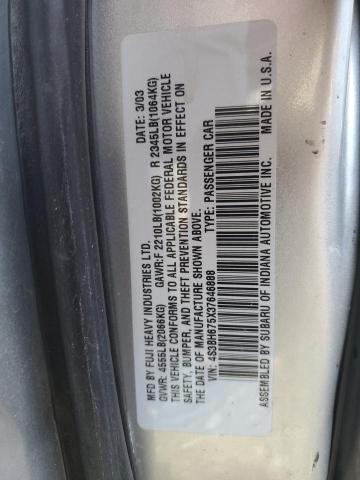 MFD BY FUJI HEAVY INDUSTRIES LTD. DATE: 3/03
GVWR: 4555LB(2066KG) GAWR:F 2210LB(1002KG) R 2345LB(1064KG)
THIS VEHICLE CONFORMS TO ALL APPLICABLE FEDERAL MOTOR VEHICLE
SAFETY, BUMPER, AND THEFT PREVENTION STANDARDS IN EFFECT ON
THE DATE OF MANUFACTURE SHOWN ABOVE.
VIN: 4S3BH675X37646888 TYPE: PASSENGER CAR
ASSEMBLED BY SUBARU OF INDIANA AUTOMOTIVE INC. MADE IN U.S.A.